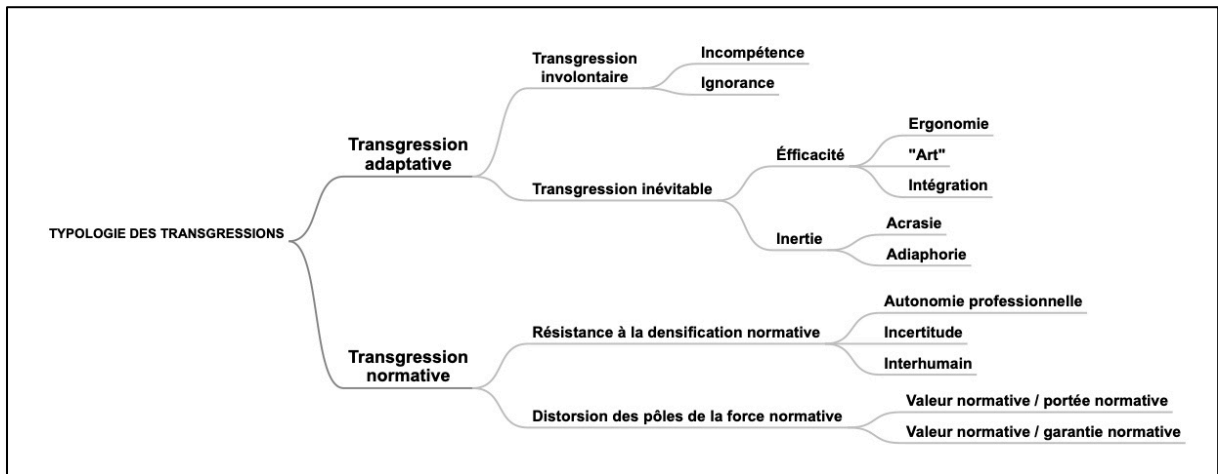 TYPOLOGIE DES TRANSGRESSIONS
Transgression
adaptative
Transgression
involontaire
Incompétence
Ignorance
Transgression inévitable
Éfficacité
Ergonomie
"Art"
Intégration
Inertie
Acrasie
Adiaphorie
Transgression
normative
Résistance à la densification normative
Autonomie professionnelle
Incertitude
Interhumain
Distorsion des pôles de la force normative
Valeur normative / portée normative
Valeur normative / garantie normative